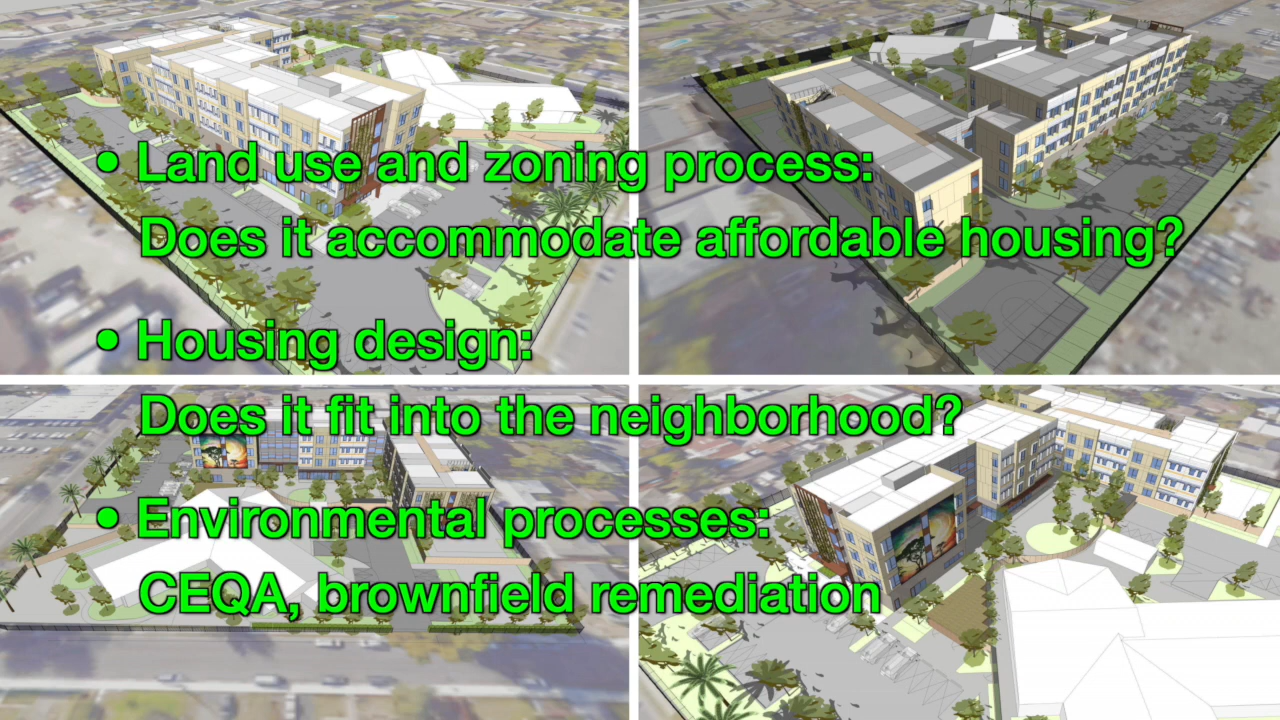 • Land use and zoning process:
Does it accommodate affordable housing?
• Housing design:
Does it fit into the neighborhood?
• Environmental processes:
CEQA, brownfield remediation